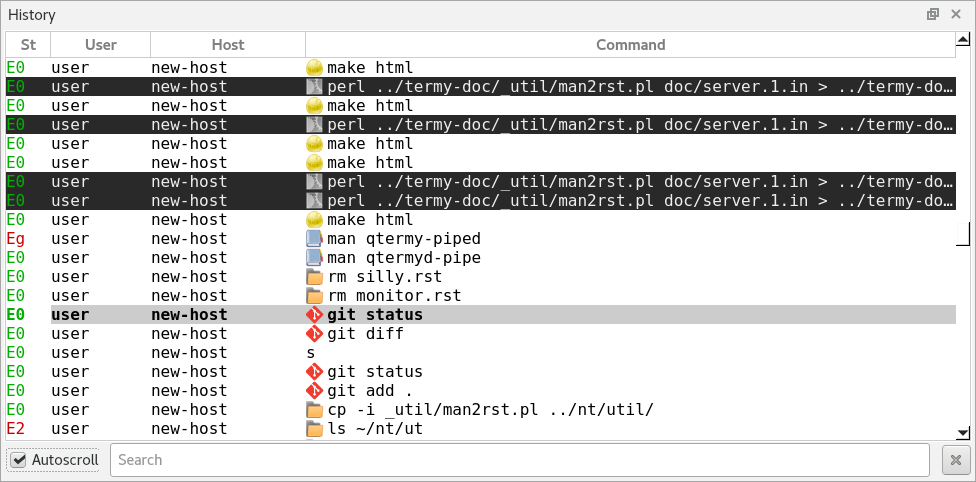 History
St User Host Command
E0 user new-host make html
E0 user new-host perl ../termy-doc/_util/man2rst.pl doc/server.1.in > ../termy-do…
E0 user new-host make html
E0 user new-host perl ../termy-doc/_util/man2rst.pl doc/server.1.in > ../termy-do…
E0 user new-host make html
E0 user new-host make html
E0 user new-host perl ../termy-doc/_util/man2rst.pl doc/server.1.in > ../termy-do…
E0 user new-host perl ../termy-doc/_util/man2rst.pl doc/server.1.in > ../termy-do…
E0 user new-host make html
Eg user new-host man qtermy-piped
E0 user new-host man qtermyd-pipe
E0 user new-host rm silly.rst
E0 user new-host rm monitor.rst
E0 user new-host git status
E0 user new-host git diff
E0 user new-host s
E0 user new-host git status
E0 user new-host git add .
E0 user new-host cp -i _util/man2rst.pl ../nt/util/
E2 user new-host ls ~/nt/ut
Autoscroll Search